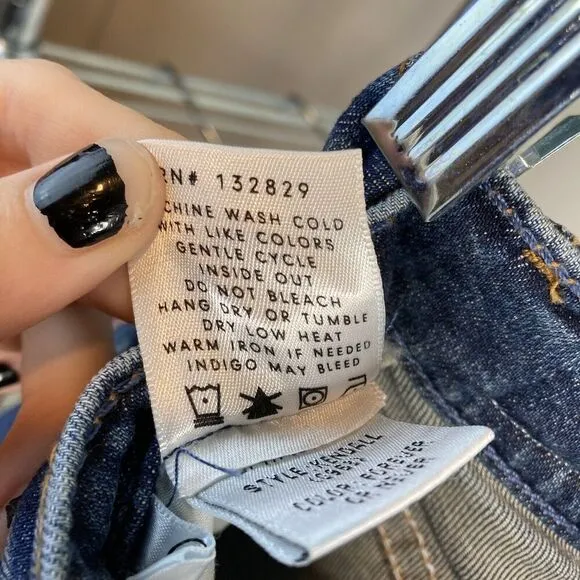 RN# 132829
CHINE WASH COLD
WITH LIKE COLORS
GENTLE CYCLE
INSIDE OUT
DO NOT BLEACH
HANG DRY OR TUMBLE
DRY LOW HEAT
WARM IRON IF NEEDED
INDIGO MAY BLEED
STYLE: KENDALL
COLOR: FOREVER